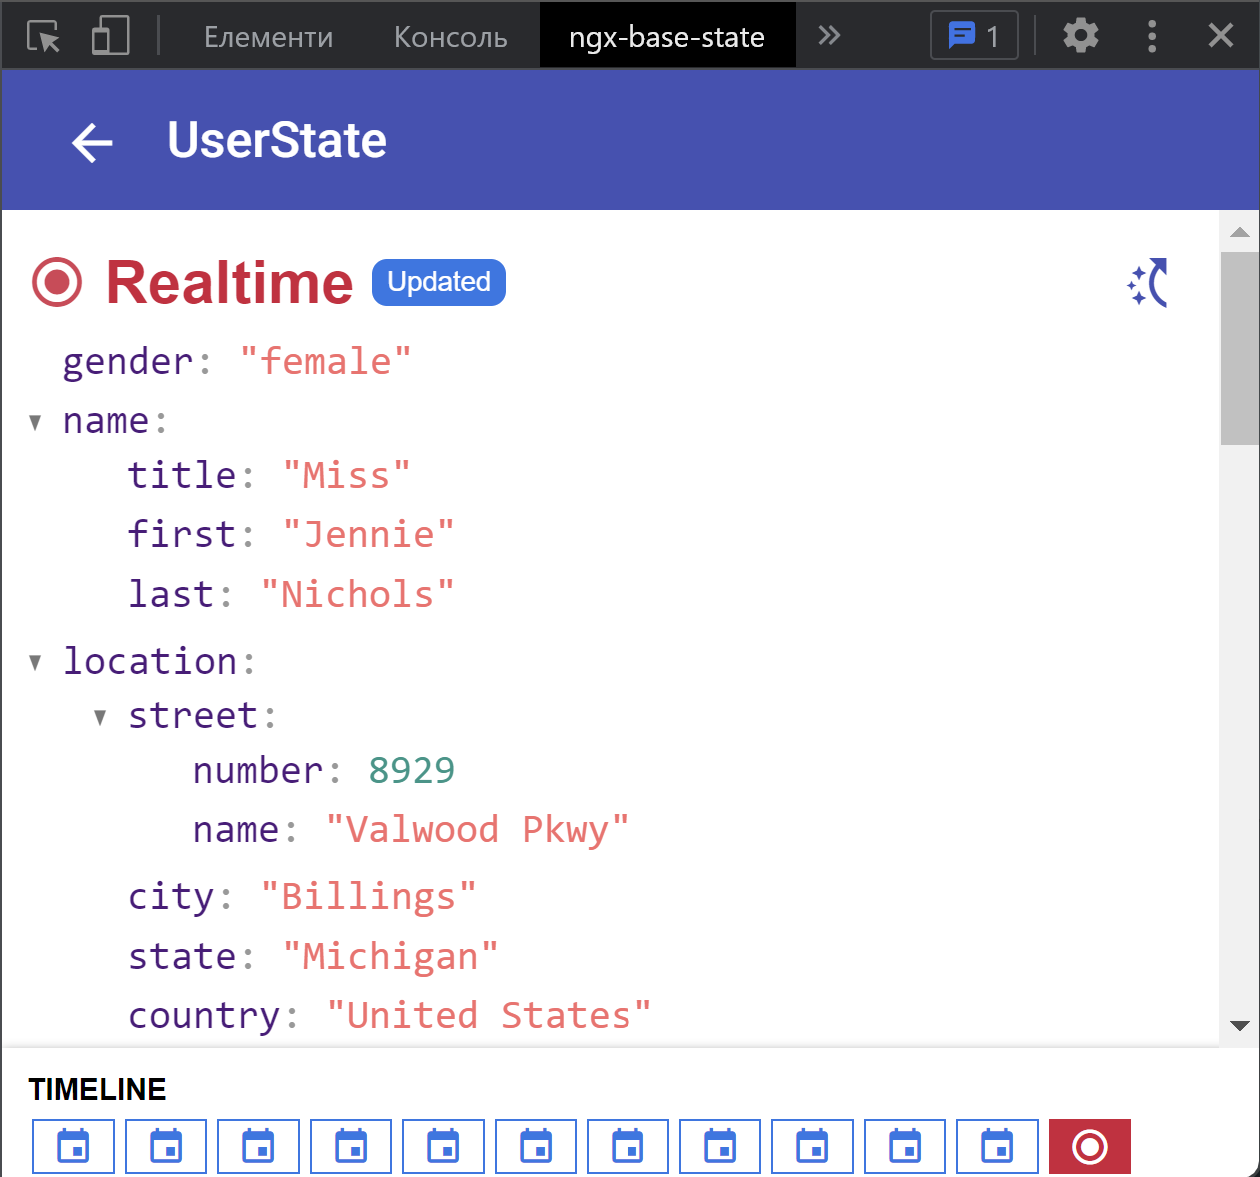 Елементи Консоль ngx-base-state 1
UserState
Realtime Updated
gender: "female"
name:
title: "Miss"
first: "Jennie"
last: "Nichols"
location:
street:
number: 8929
name: "Valwood Pkwy"
city: "Billings"
state: "Michigan"
country: "United States"
TIMELINE